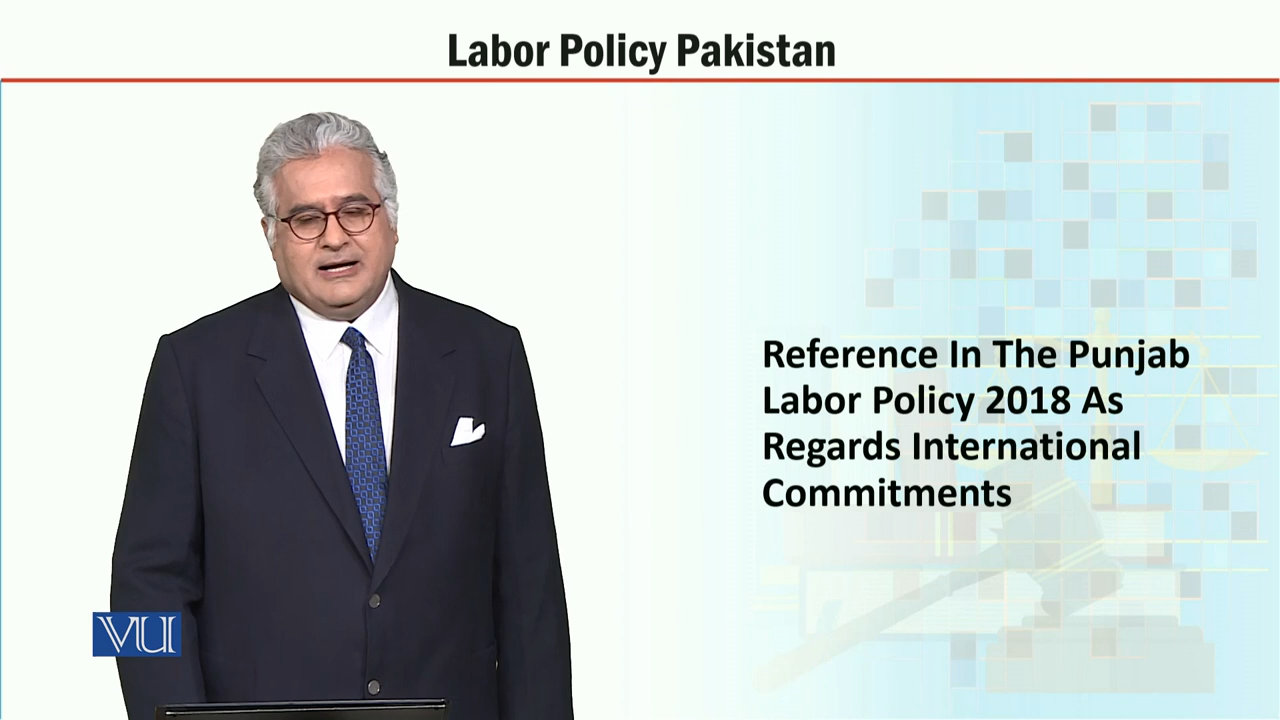 Labor Policy Pakistan
Reference In The Punjab
Labor Policy 2018 As
Regards International
Commitments
VU